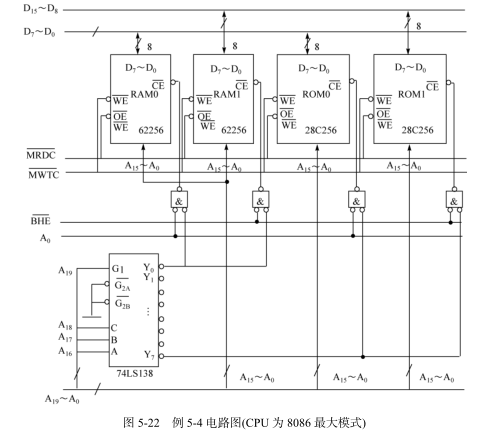 D₁₅～D₈
D₇～D₀
8
8
8
8
D₇～D₀
D₇～D₀
D₇～D₀
D₇～D₀
CE
CE
CE
CE
RAM0
RAM1
ROM0
ROM1
WE
WE
WE
WE
OE
OE
OE
OE
WE
WE
WE
WE
62256
62256
28C256
28C256
MRDC
MWTC
A₁₅～A₀
A₁₅～A₀
A₁₅～A₀
A₁₅～A₀
&
&
&
&
BHE
A₀
A₁₉
G1
Y₀
Y₁
G2A
G2B
⋮
A₁₈
C
A₁₇
B
A₁₆
A
Y₇
74LS138
A₁₅～A₀
A₁₅～A₀
A₁₅～A₀
A₁₉～A₀
图 5-22 例 5-4 电路图(CPU 为 8086 最大模式)